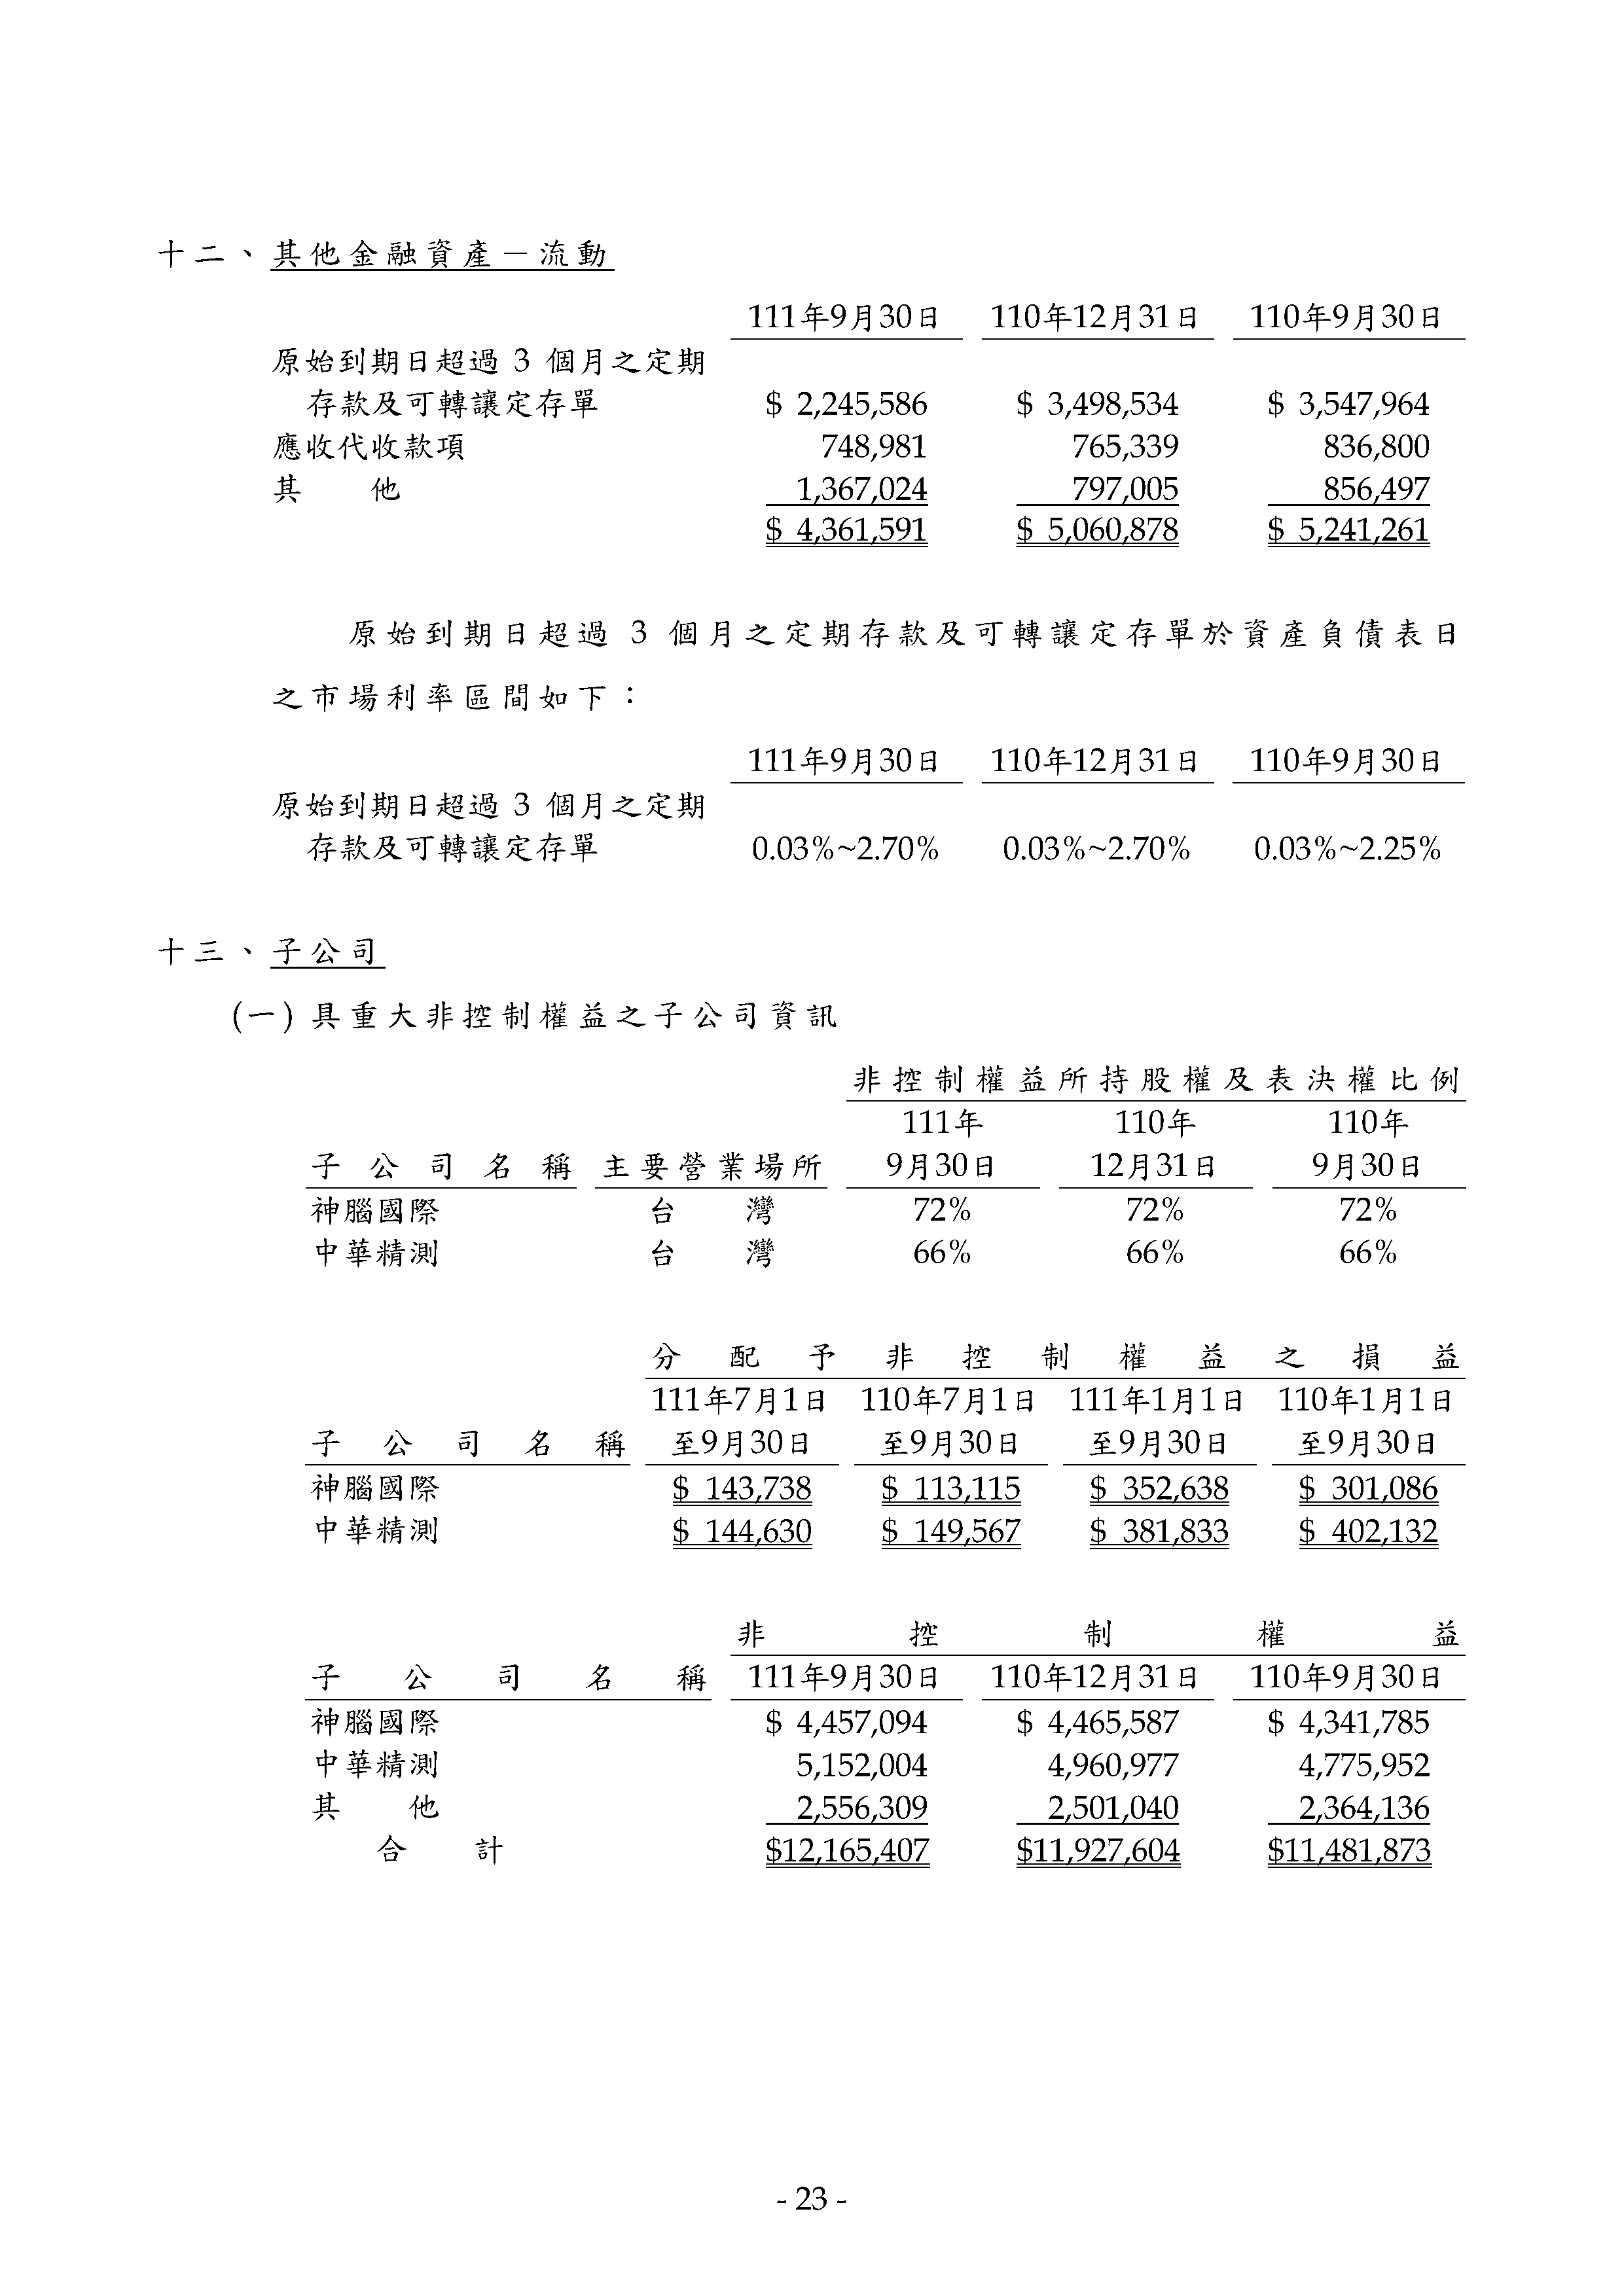 十二、其他金融資產－流動
111年9月30日 110年12月31日 110年9月30日
原始到期日超過 3 個月之定期
存款及可轉讓定存單 $ 2,245,586 $ 3,498,534 $ 3,547,964
應收代收款項 748,981 765,339 836,800
其他 1,367,024 797,005 856,497
$ 4,361,591 $ 5,060,878 $ 5,241,261
原始到期日超過 3 個月之定期存款及可轉讓定存單於資產負債表日
之市場利率區間如下：
111年9月30日 110年12月31日 110年9月30日
原始到期日超過 3 個月之定期
存款及可轉讓定存單 0.03%~2.70% 0.03%~2.70% 0.03%~2.25%
十三、子公司
(一) 具重大非控制權益之子公司資訊
非控制權益所持股權及表決權比例
111年 110年 110年
子公司名稱 主要營業場所 9月30日 12月31日 9月30日
神腦國際 台灣 72% 72% 72%
中華精測 台灣 66% 66% 66%
分配予非控制權益之損益
111年7月1日 110年7月1日 111年1月1日 110年1月1日
子公司名稱 至9月30日 至9月30日 至9月30日 至9月30日
神腦國際 $ 143,738 $ 113,115 $ 352,638 $ 301,086
中華精測 $ 144,630 $ 149,567 $ 381,833 $ 402,132
非控制權益
子公司名稱 111年9月30日 110年12月31日 110年9月30日
神腦國際 $ 4,457,094 $ 4,465,587 $ 4,341,785
中華精測 5,152,004 4,960,977 4,775,952
其他 2,556,309 2,501,040 2,364,136
合計 $12,165,407 $11,927,604 $11,481,873
- 23 -